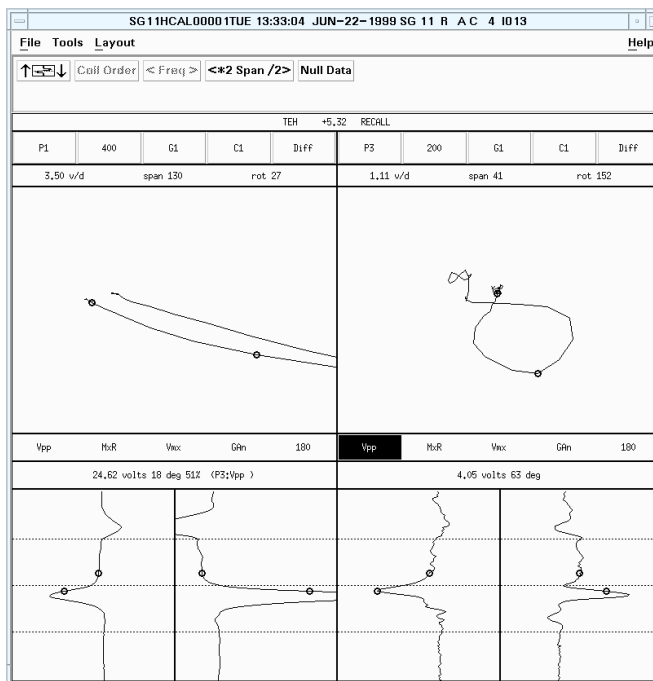 SG11HCAL00001TUE 13:33:04 JUN-22-1999 SG 11 R A C 4 I013
File Tools Layout Help
Call Order < Freq > <*2 Span /2> Null Data
TEH +5.32 RECALL
P1 400 G1 C1 Diff P3 200 G1 C1 Diff
3.50 v/d span 130 rot 27 1.11 v/d span 41 rot 152
Vpp MxR Vmx GAn 180 Vpp MxR Vmx GAn 180
24.62 volts 18 deg 51% (P3:Vpp ) 4.05 volts 63 deg